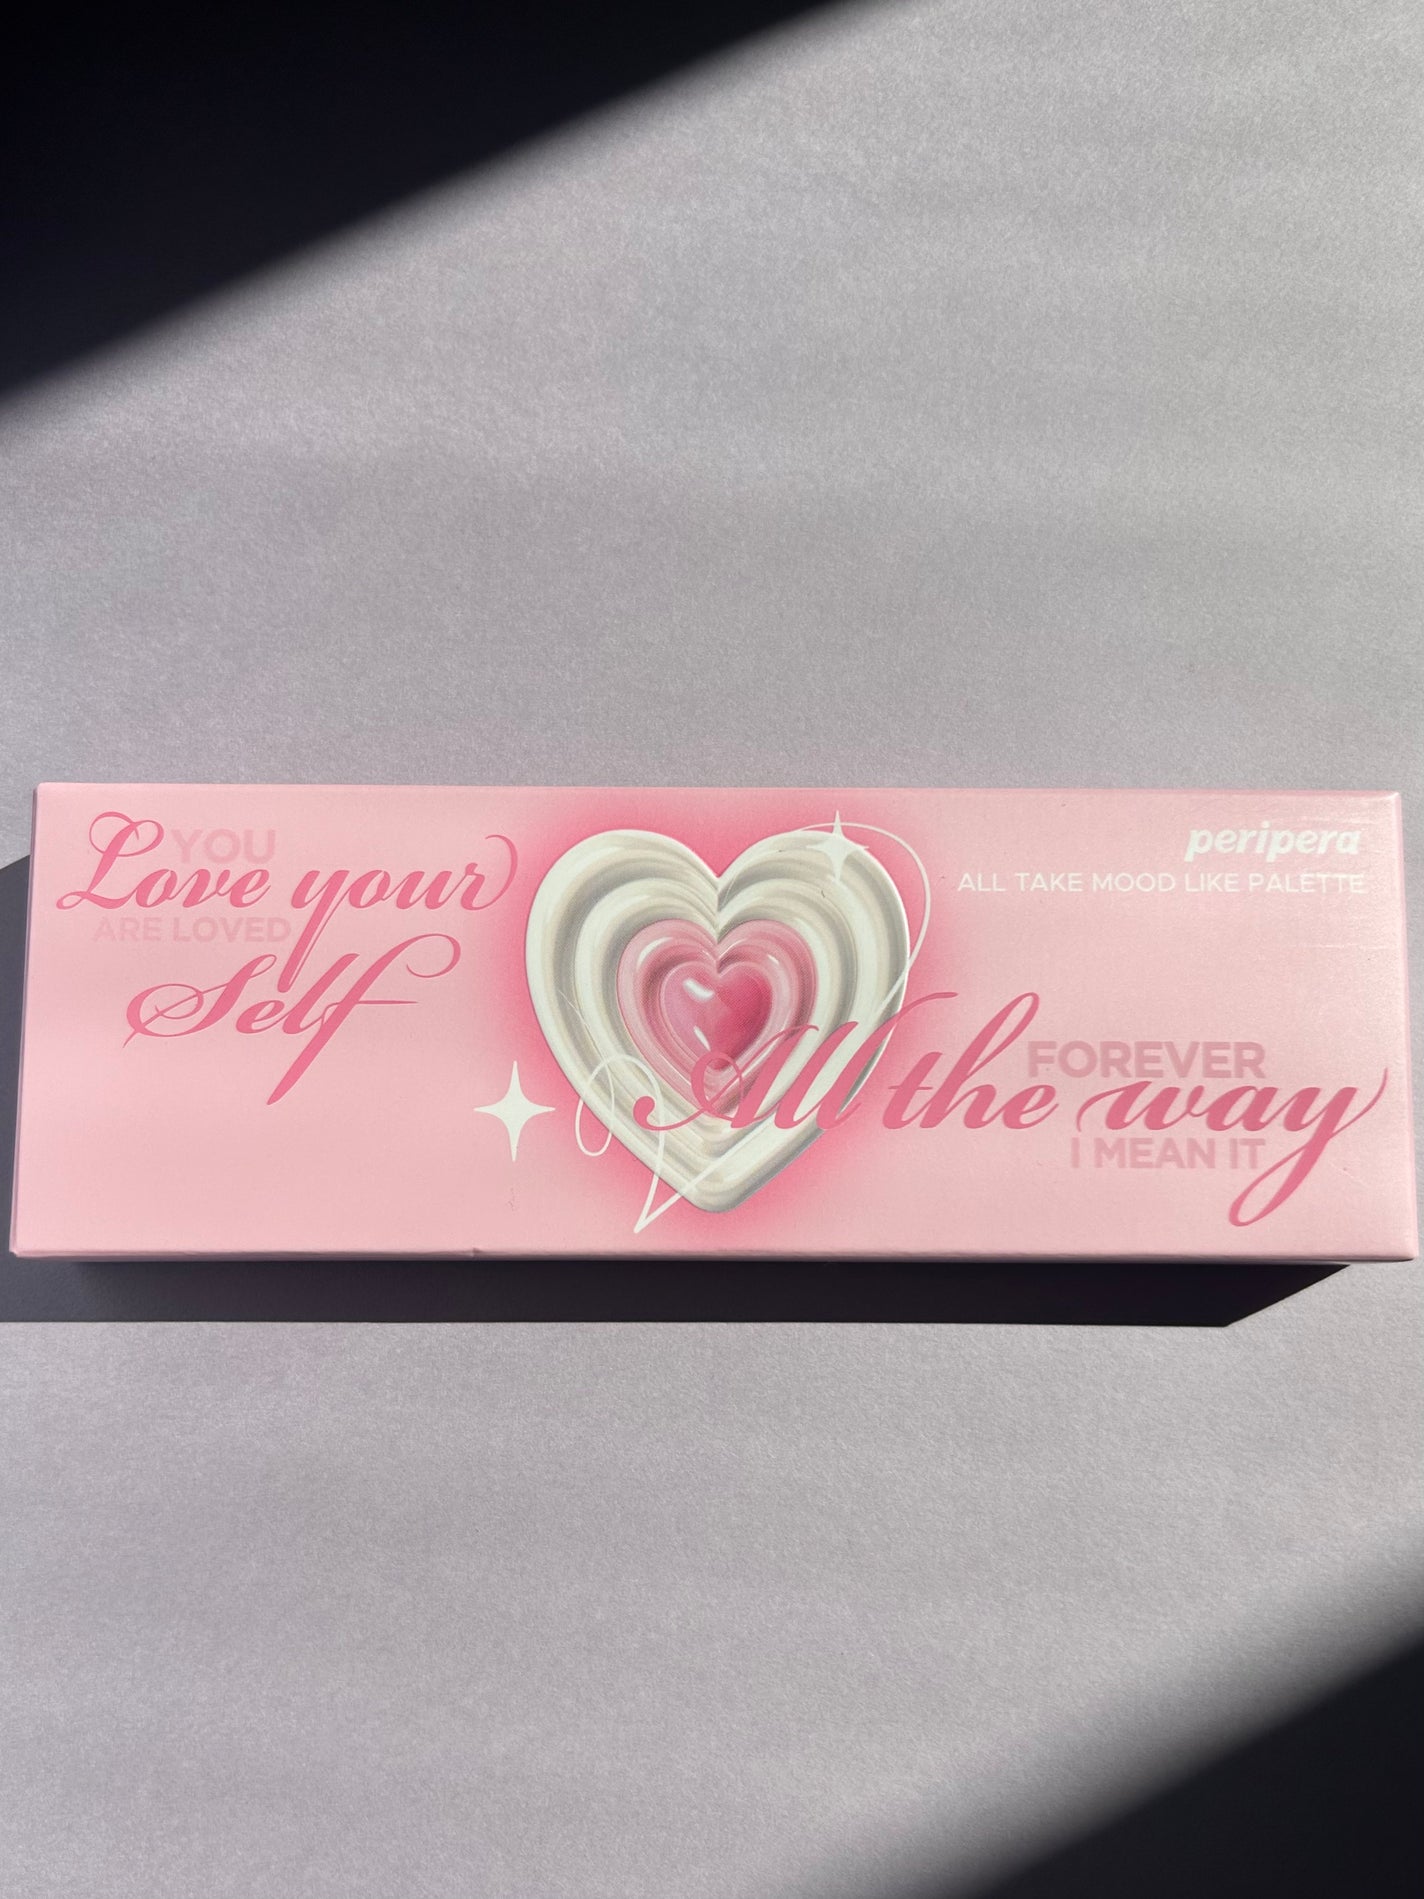 YOU
Love your
ARE LOVED
Self
peripera
ALL TAKE MOOD LIKE PALETTE
FOREVER
All the way
I MEAN IT